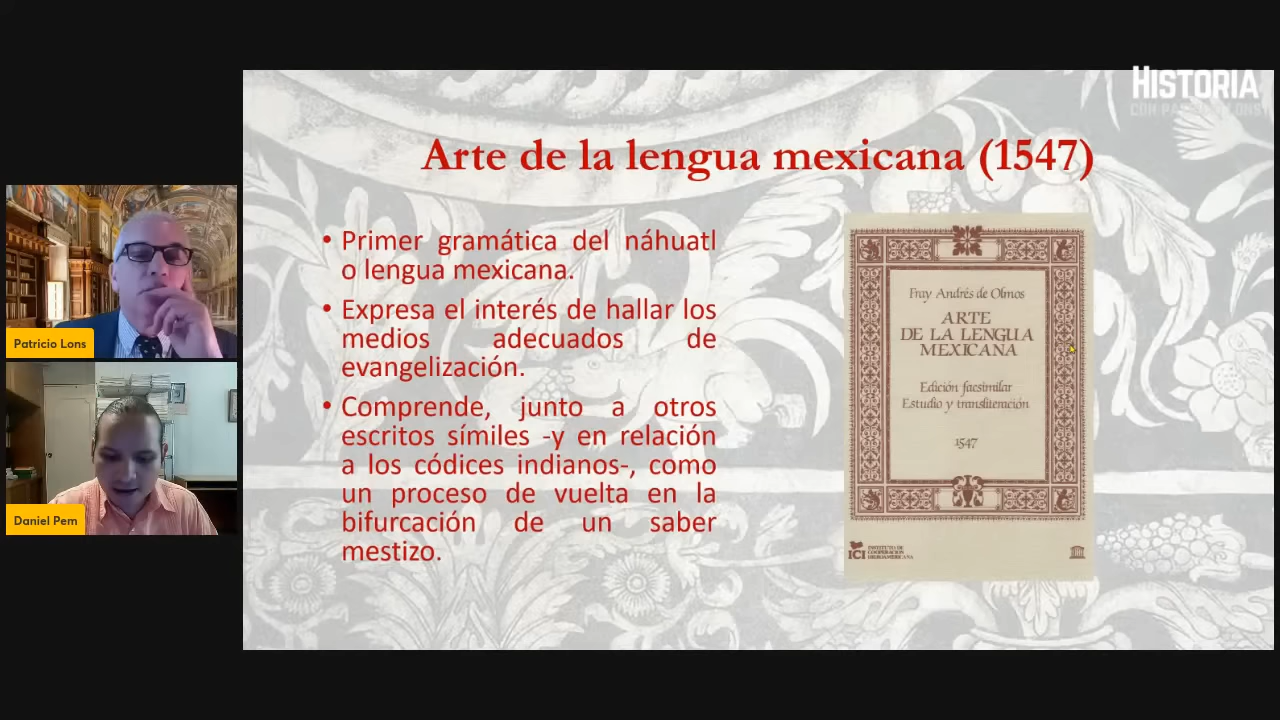 HISTORIA
CON PATRICIO LONS
Arte de la lengua mexicana (1547)
• Primer gramática del náhuatl
o lengua mexicana.
• Expresa el interés de hallar los
medios adecuados de
evangelización.
• Comprende, junto a otros
escritos símiles -y en relación
a los códices indianos-, como
un proceso de vuelta en la
bifurcación de un saber
mestizo.
Fray Andrés de Olmos
ARTE
DE LA LENGUA
MEXICANA
Edición facsimilar
Estudio y transliteración
1547
ICI
INSTITUTO DE
COOPERACION
IBEROAMERICANA
Patricio Lons
Daniel Pem